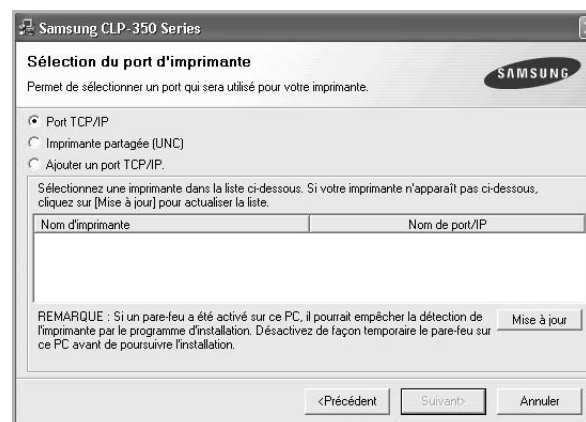 Samsung CLP-350 Series
Sélection du port d'imprimante
Permet de sélectionner un port qui sera utilisé pour votre imprimante.
SAMSUNG
Port TCP/IP
Imprimante partagée (UNC)
Ajouter un port TCP/IP.
Sélectionnez une imprimante dans la liste ci-dessous. Si votre imprimante n'apparaît pas ci-dessous,
cliquez sur [Mise à jour] pour actualiser la liste.
Nom d'imprimante
Nom de port/IP
REMARQUE : Si un pare-feu a été activé sur ce PC, il pourrait empêcher la détection de
l'imprimante par le programme d'installation. Désactivez de façon temporaire le pare-feu sur
ce PC avant de poursuivre l'installation.
Mise à jour
<Précédent
Suivant>
Annuler